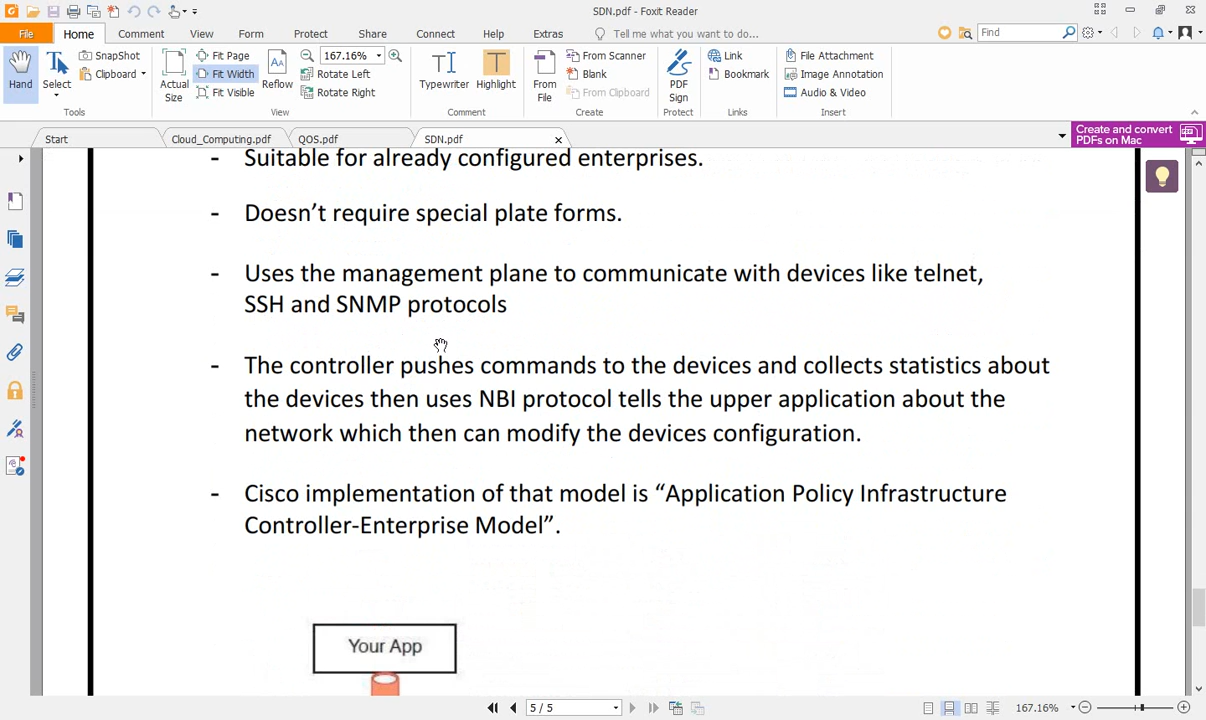 SDN.pdf - Foxit Reader
File Home Comment View Form Protect Share Connect Help Extras Tell me what you want to do... Find
Hand
Select
SnapShot
Clipboard
Tools
Actual Size
Fit Page
Fit Width
Fit Visible
Reflow
167.16%
Rotate Left
Rotate Right
View
Typewriter
Highlight
Comment
From File
From Scanner
Blank
From Clipboard
Create
PDF Sign
Protect
Link
Bookmark
Links
File Attachment
Image Annotation
Audio & Video
Insert
Start Cloud_Computing.pdf QOS.pdf SDN.pdf
Create and convert
PDFs on Mac
- Suitable for already configured enterprises.
- Doesn’t require special plate forms.
- Uses the management plane to communicate with devices like telnet,
SSH and SNMP protocols
- The controller pushes commands to the devices and collects statistics about
the devices then uses NBI protocol tells the upper application about the
network which then can modify the devices configuration.
- Cisco implementation of that model is “Application Policy Infrastructure
Controller-Enterprise Model”.
Your App
5 / 5
167.16%